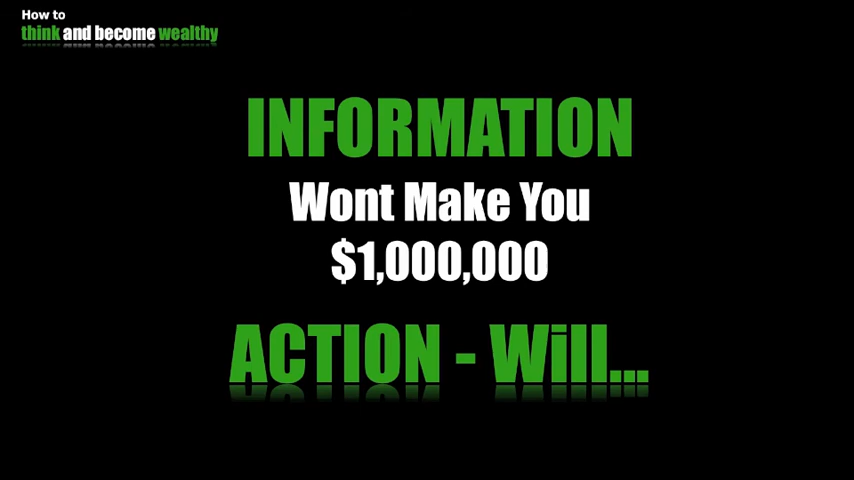 How to
think and become wealthy
INFORMATION
Wont Make You
$1,000,000
ACTION - Will...